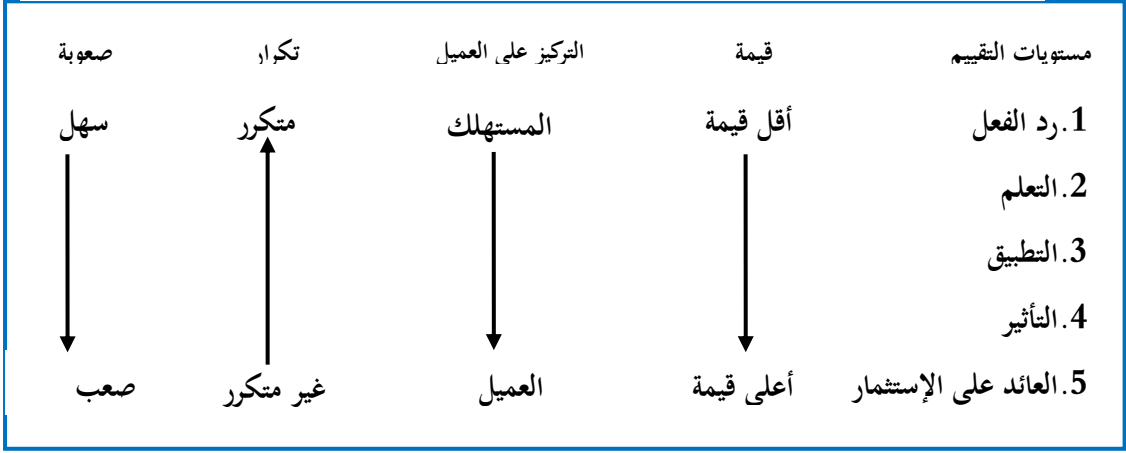 مستويات التقييم قيمة التركيز على العميل تكرار صعوبة
1.رد الفعل أقل قيمة المستهلك متكرر سهل
2.التعلم
3.التطبيق
4.التأثير
5.العائد على الإستثمار أعلى قيمة العميل غير متكرر صعب